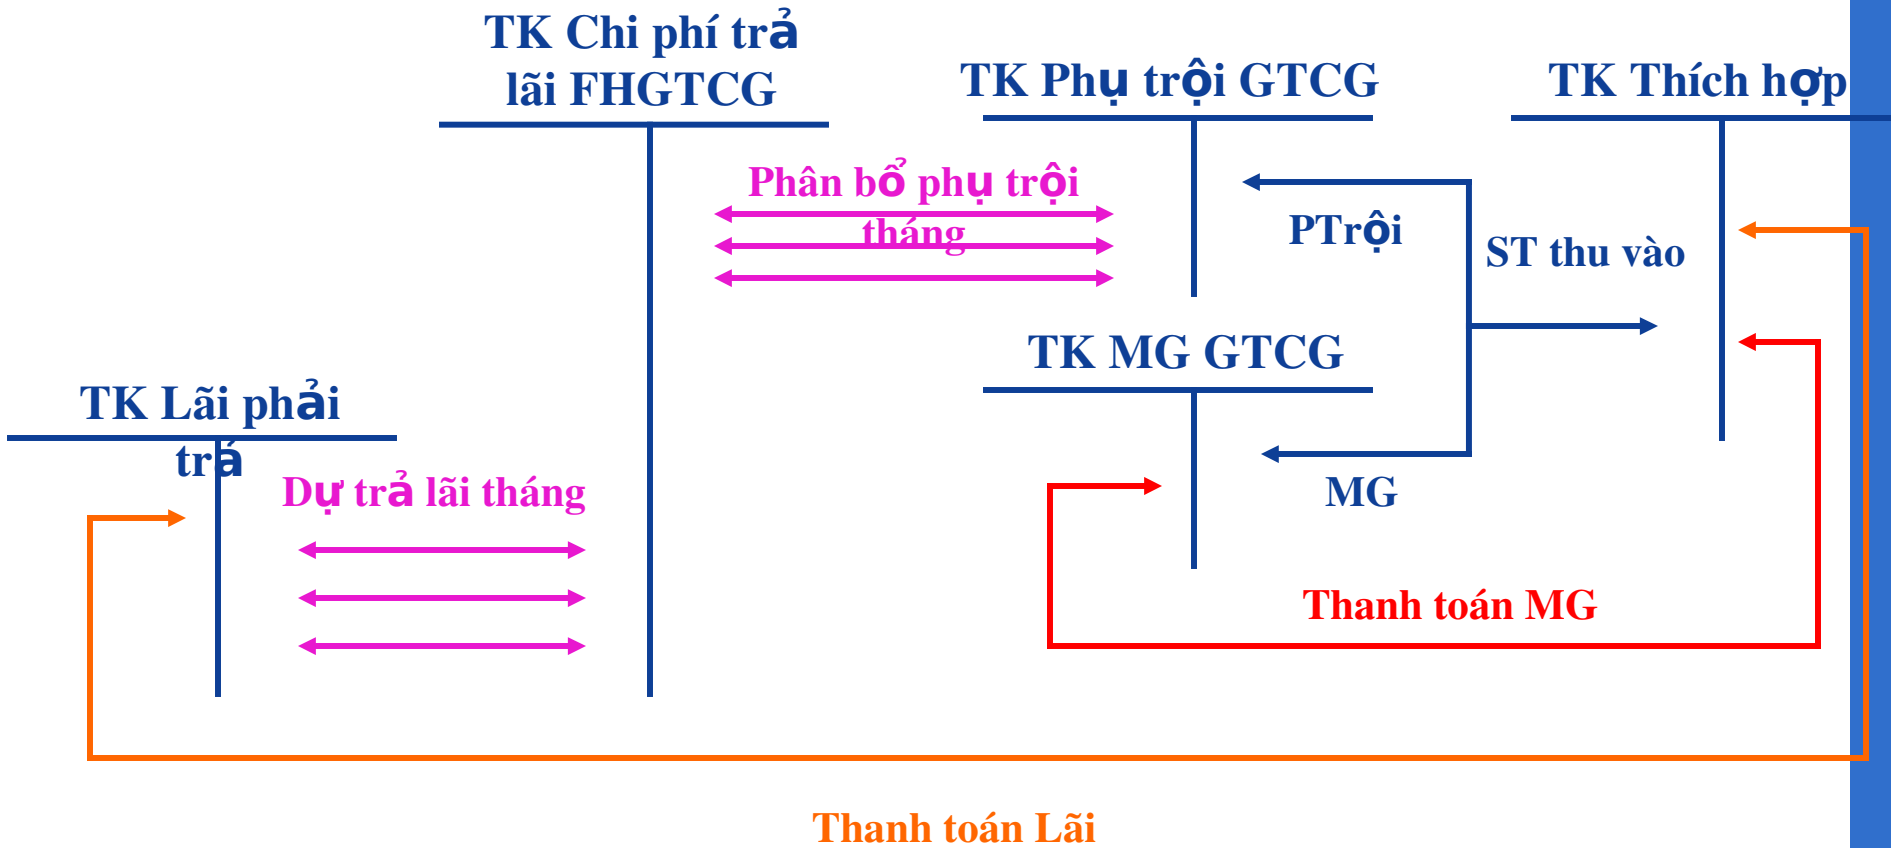 TK Chi phí trả
lãi FHGTCG
TK Phụ trội GTCG
TK Thích hợp
Phân bổ phụ trội
tháng
PTrội
ST thu vào
TK MG GTCG
TK Lãi phải
trả
Dự trả lãi tháng
MG
Thanh toán MG
Thanh toán Lãi